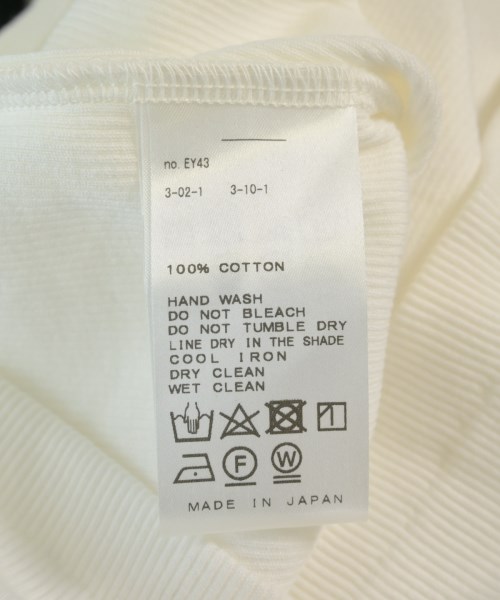 no. EY43
3-02-1 3-10-1
100% COTTON
HAND WASH
DO NOT BLEACH
DO NOT TUMBLE DRY
LINE DRY IN THE SHADE
COOL IRON
DRY CLEAN
WET CLEAN
F W
MADE IN JAPAN